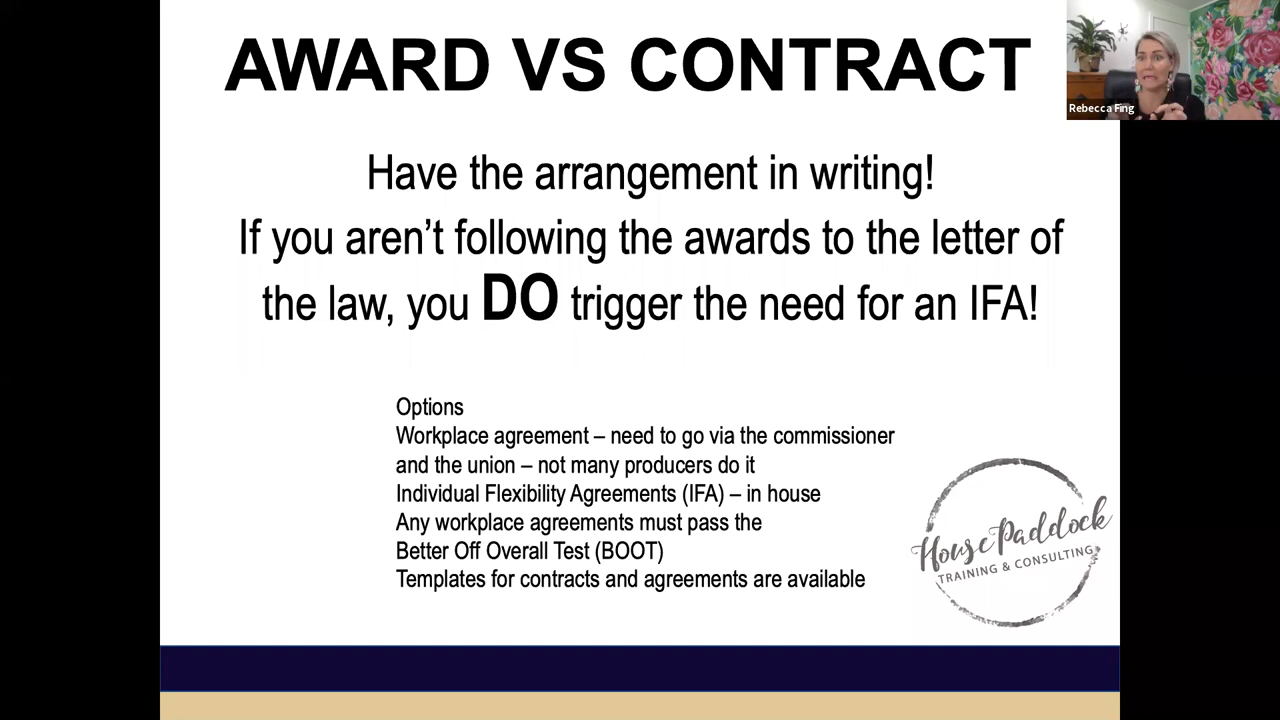 AWARD VS CONTRACT
Rebecca Fing
Have the arrangement in writing!
If you aren’t following the awards to the letter of
the law, you DO trigger the need for an IFA!
Options
Workplace agreement – need to go via the commissioner
and the union – not many producers do it
Individual Flexibility Agreements (IFA) – in house
Any workplace agreements must pass the
Better Off Overall Test (BOOT)
Templates for contracts and agreements are available
House Paddock
TRAINING & CONSULTING